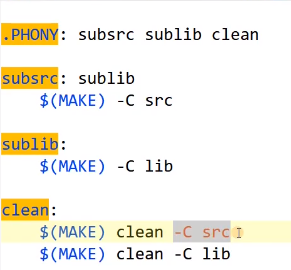 .PHONY: subsrc sublib clean
subsrc: sublib
$(MAKE) -C src
sublib:
$(MAKE) -C lib
clean:
$(MAKE) clean -C src
$(MAKE) clean -C lib